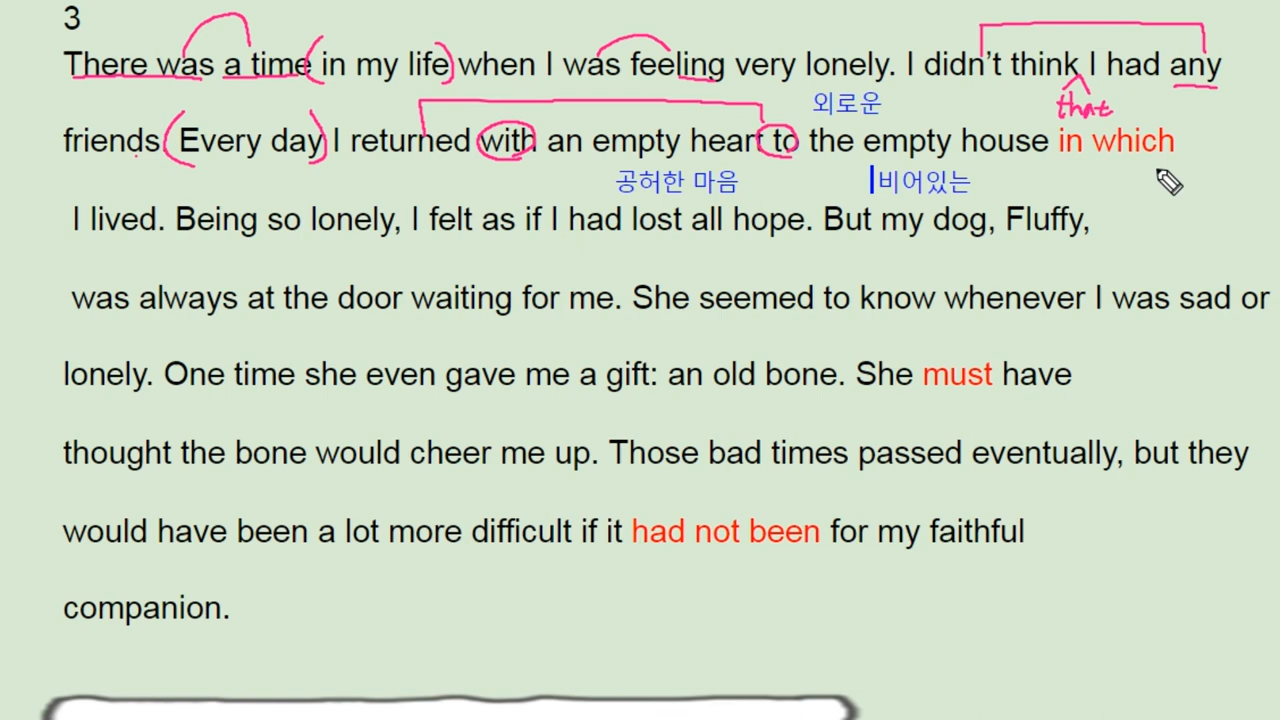 3
There was a time in my life when I was feeling very lonely. I didn't think I had any
외로운 that
friends. Every day I returned with an empty heart to the empty house in which
공허한 마음 비어있는
I lived. Being so lonely, I felt as if I had lost all hope. But my dog, Fluffy,
was always at the door waiting for me. She seemed to know whenever I was sad or
lonely. One time she even gave me a gift: an old bone. She must have
thought the bone would cheer me up. Those bad times passed eventually, but they
would have been a lot more difficult if it had not been for my faithful
companion.